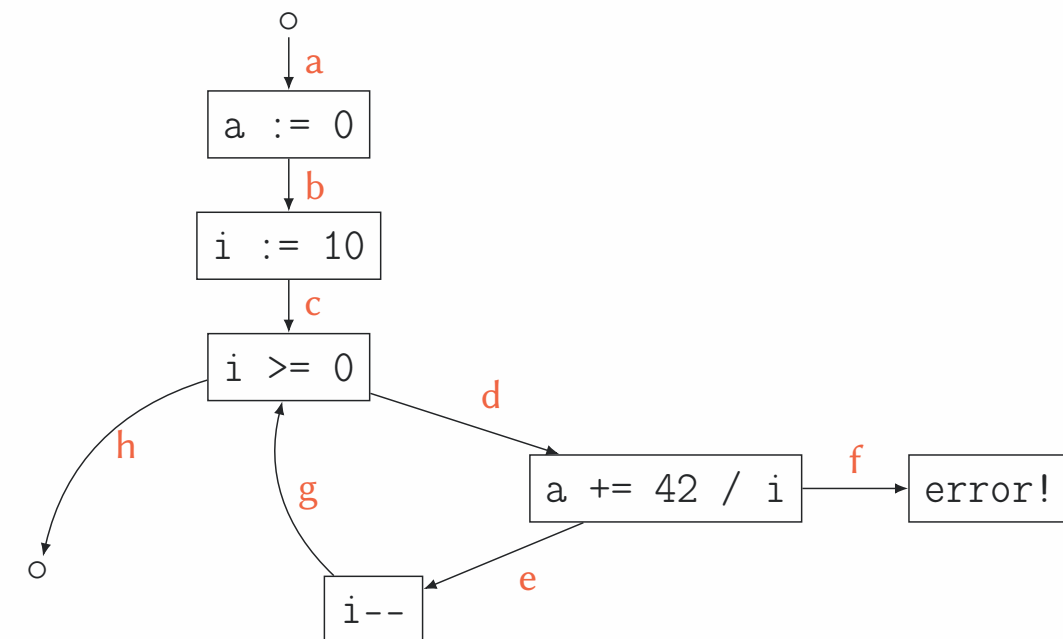 a
a := 0
b
i := 10
c
i >= 0
d
h
g
a += 42 / i
f
error!
e
i--